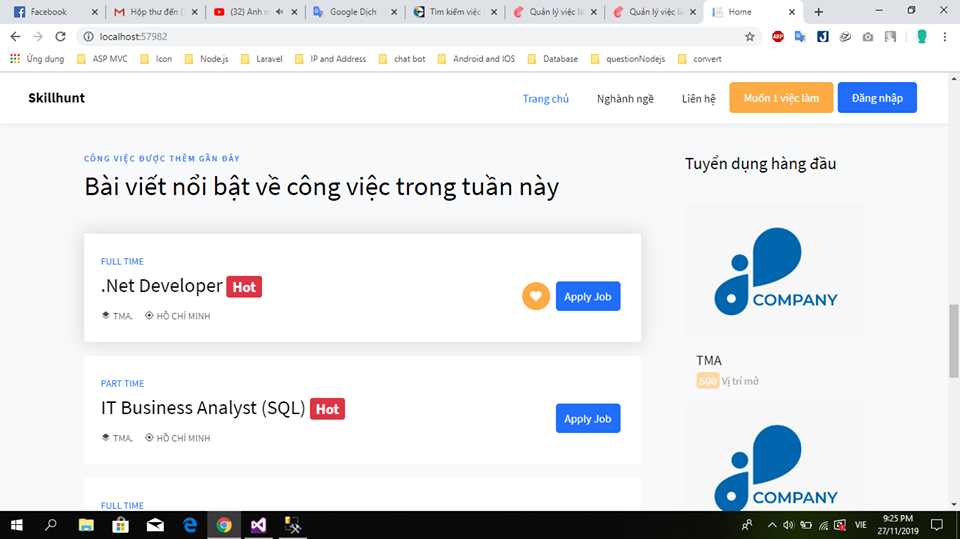 Facebook
Hộp thư đến (
(32) Anh n
Google Dịch
Tìm kiếm việc
Quản lý việc là
Quản lý việc là
Home
localhost:57982
Ứng dụng
ASP MVC
Icon
Node.js
Laravel
IP and Address
chat bot
Android and IOS
Database
questionNodejs
convert
Skillhunt
Trang chủ
Nghành nghề
Liên hệ
Muốn 1 việc làm
Đăng nhập
CÔNG VIỆC ĐƯỢC THÊM GẦN ĐÂY
Bài viết nổi bật về công việc trong tuần này
Tuyển dụng hàng đầu
FULL TIME
.Net Developer Hot
TMA. HỒ CHÍ MINH
Apply Job
COMPANY
TMA
500 Vị trí mở
PART TIME
IT Business Analyst (SQL) Hot
TMA. HỒ CHÍ MINH
Apply Job
COMPANY
FULL TIME
VIE
9:25 PM
27/11/2019